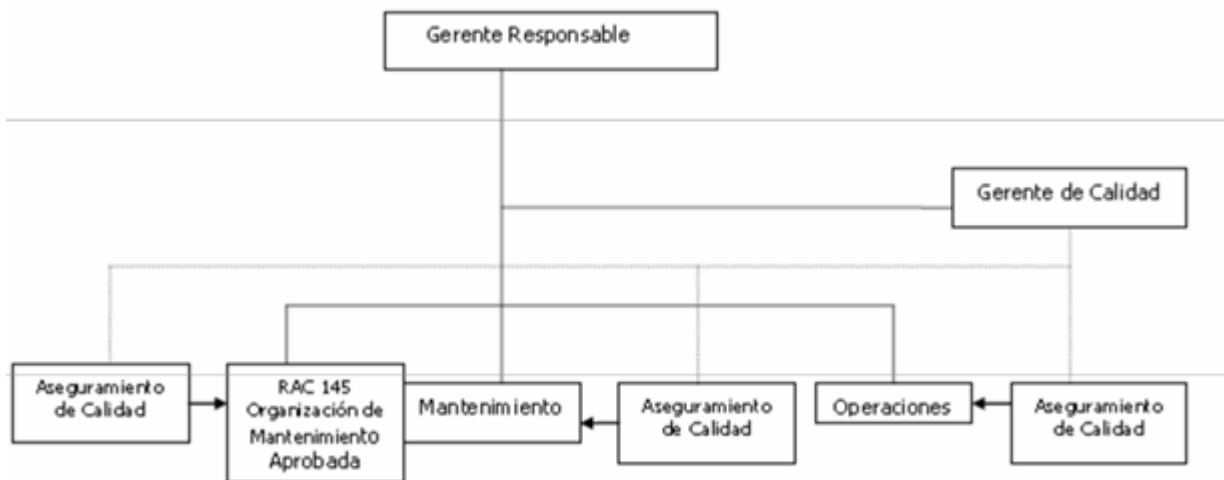 Gerente Responsable
Gerente de Calidad
Aseguramiento
de Calidad
RAC 145
Organización de
Mantenimiento
Aprobada
Mantenimiento
Aseguramiento
de Calidad
Operaciones
Aseguramiento
de Calidad